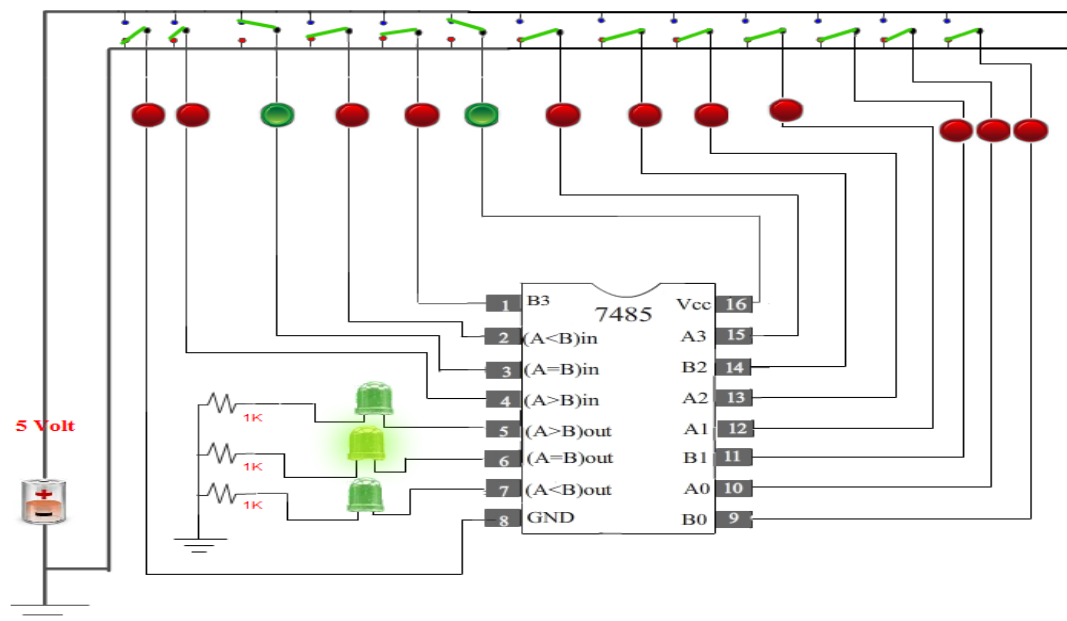 7485
1 B3
2 (A<B)in
3 (A=B)in
4 (A>B)in
5 (A>B)out
6 (A=B)out
7 (A<B)out
8 GND
Vcc 16
A3 15
B2 14
A2 13
A1 12
B1 11
A0 10
B0 9
1K
1K
1K
5 Volt
+
-